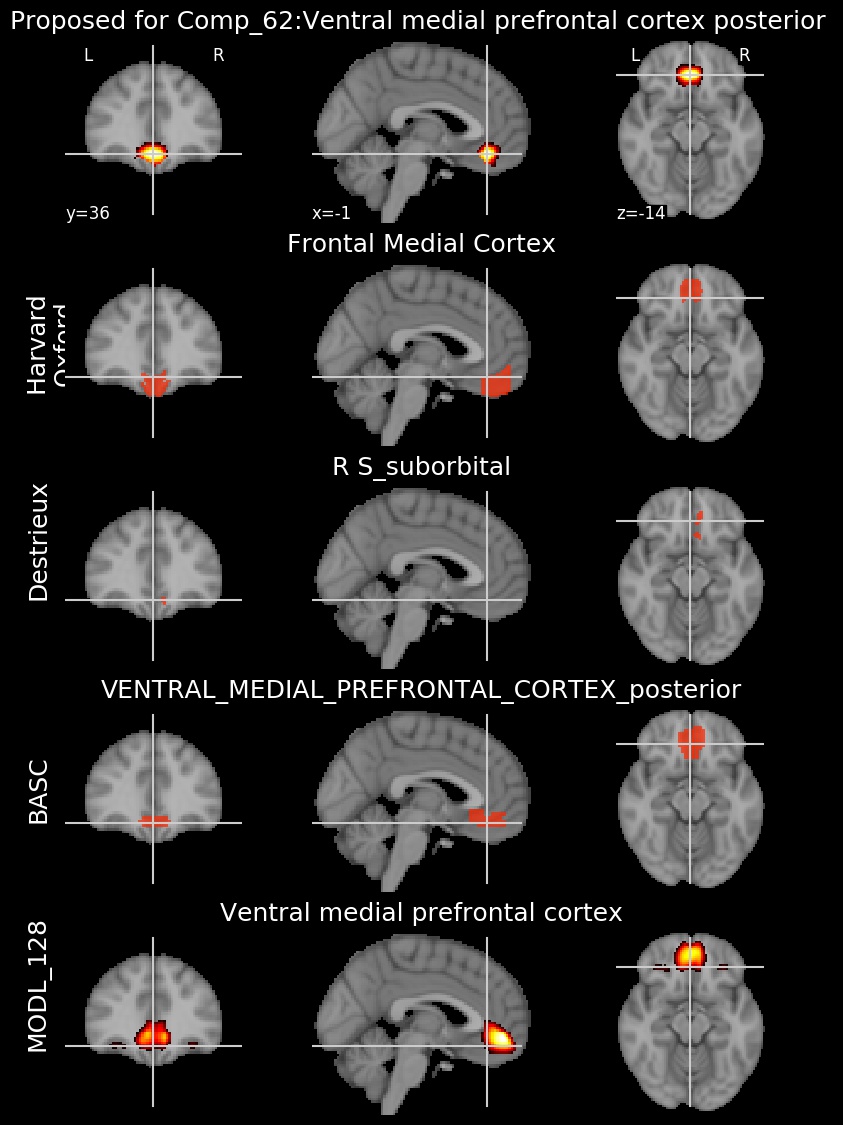 Proposed for Comp_62:Ventral medial prefrontal cortex posterior
L R L R
y=36 x=-1 z=-14
Frontal Medial Cortex
Harvard
Oxford
R S_suborbital
Destrieux
VENTRAL_MEDIAL_PREFRONTAL_CORTEX_posterior
BASC
Ventral medial prefrontal cortex
MODL_128